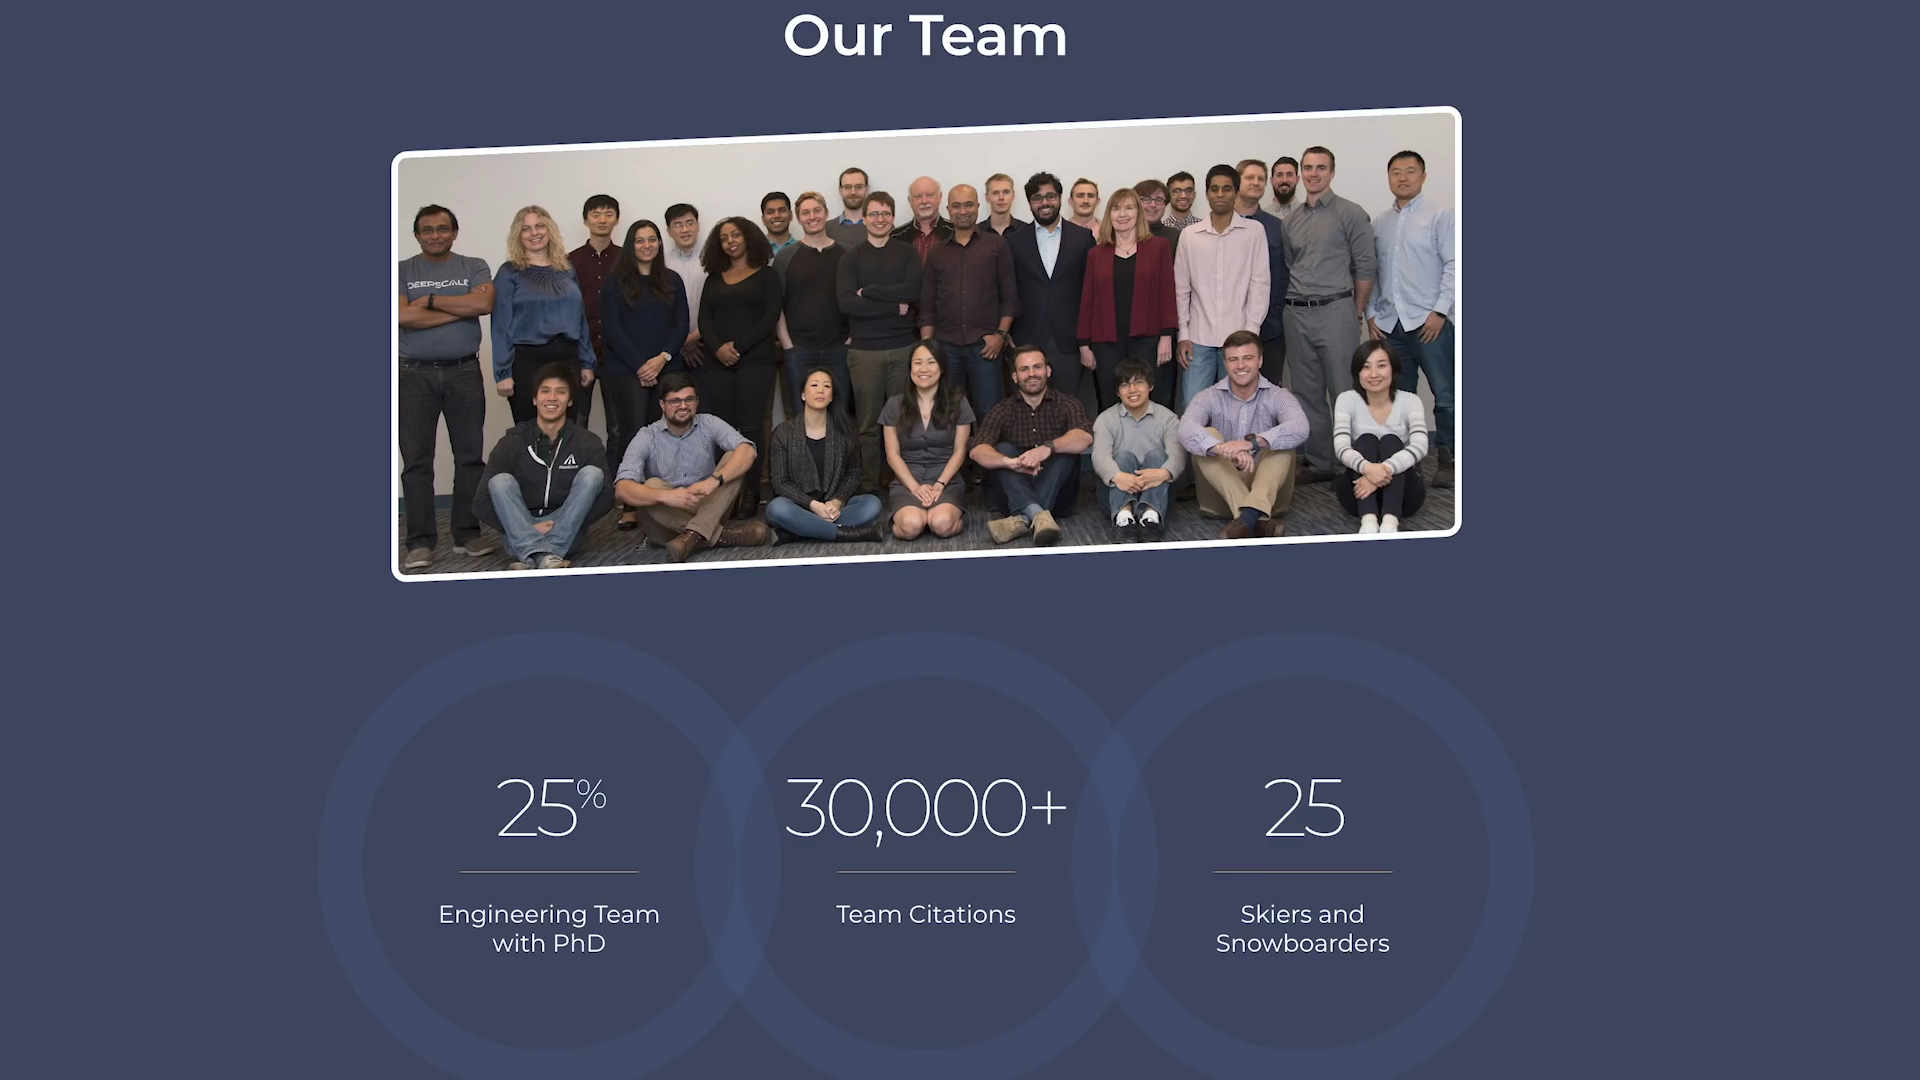 Our Team
DEEPSCALE
25%
Engineering Team
with PhD
30,000+
Team Citations
25
Skiers and
Snowboarders